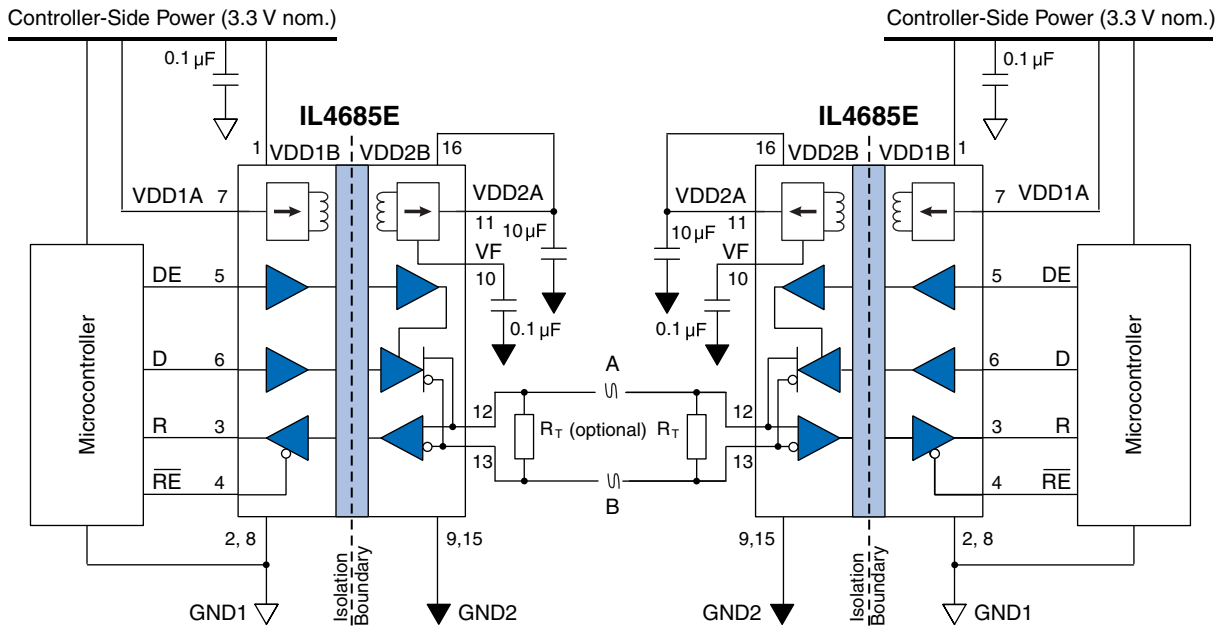 Controller-Side Power (3.3 V nom.)
Controller-Side Power (3.3 V nom.)
0.1 µF
0.1 µF
IL4685E
IL4685E
1
VDD1B
VDD2B
16
16
VDD2B
VDD1B
1
VDD1A
7
VDD2A
VDD2A
7
VDD1A
11
11
10 µF
10 µF
VF
VF
10
10
DE
5
5
DE
0.1 µF
0.1 µF
Microcontroller
Microcontroller
D
6
A
6
D
12
12
R
3
RT (optional)
RT
3
R
13
13
RE
4
4
RE
B
2, 8
9,15
9,15
2, 8
Isolation
Boundary
Isolation
Boundary
GND1
GND2
GND2
GND1